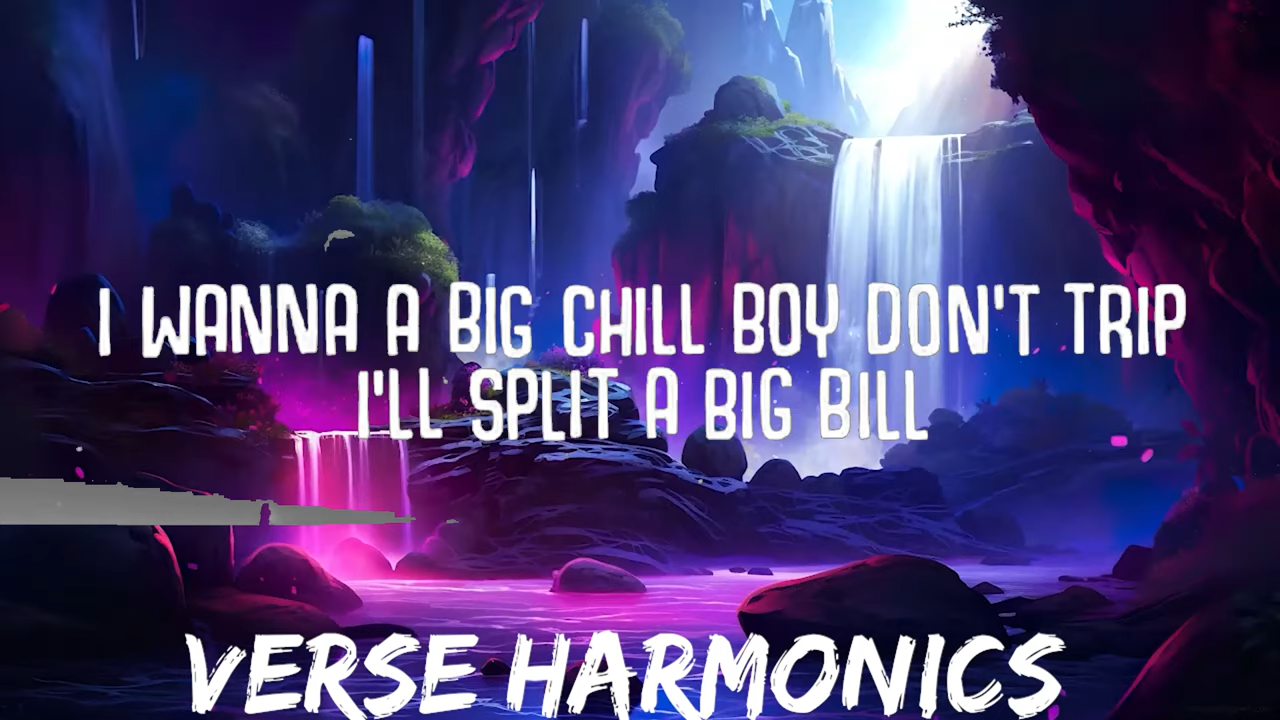 I WANNA A BIG CHILL BOY DON'T TRIP
I'LL SPLIT A BIG BILL
VERSE HARMONICS